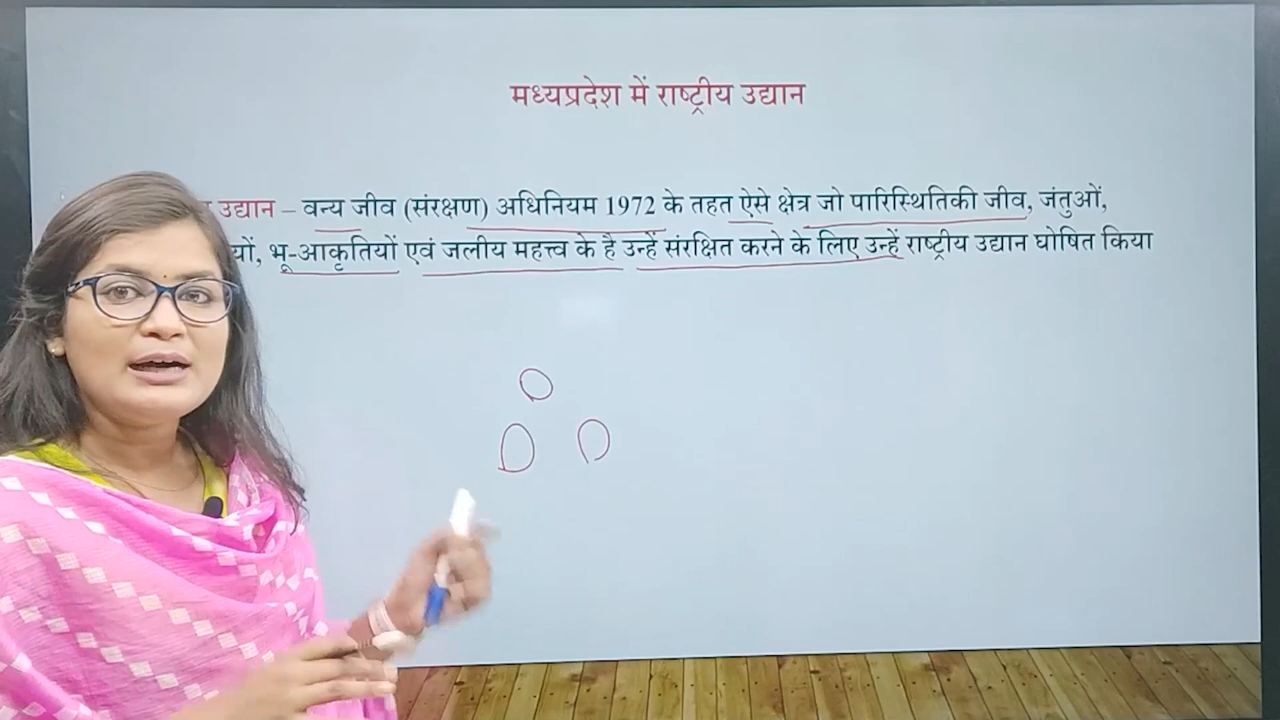 मध्यप्रदेश में राष्ट्रीय उद्यान
उद्यान – वन्य जीव (संरक्षण) अधिनियम 1972 के तहत ऐसे क्षेत्र जो पारिस्थितिकी जीव, जंतुओं,
भू-आकृतियों एवं जलीय महत्त्व के है उन्हें संरक्षित करने के लिए उन्हें राष्ट्रीय उद्यान घोषित किया